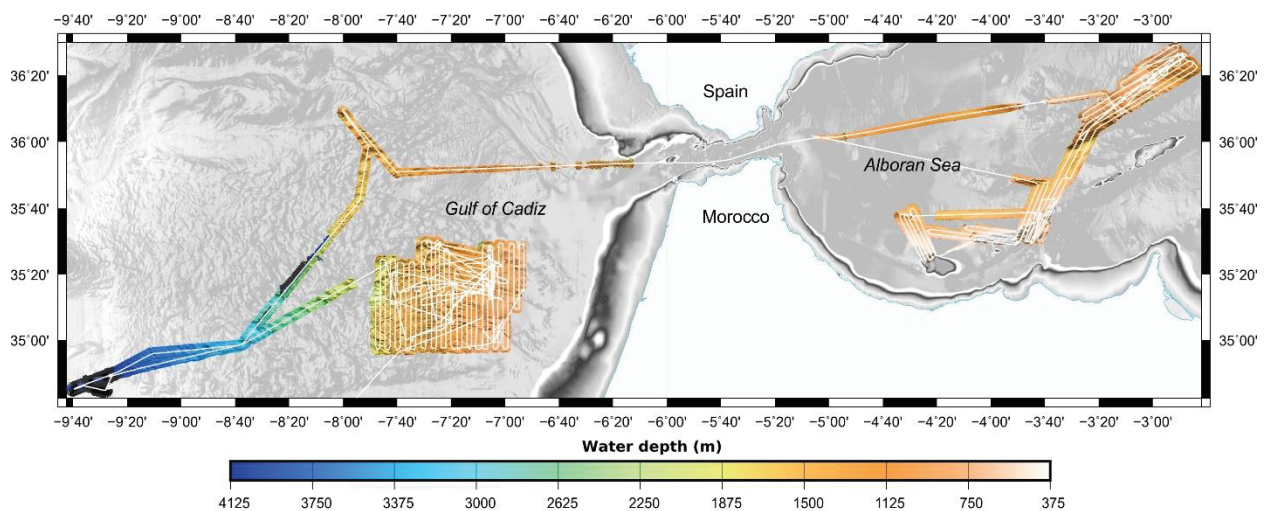 −9°40' −9°20' −9°00' −8°40' −8°20' −8°00' −7°40' −7°20' −7°00' −6°40' −6°20' −6°00' −5°40' −5°20' −5°00' −4°40' −4°20' −4°00' −3°40' −3°20' −3°00'
36°20' 36°20'
Spain
36°00' 36°00'
Alboran Sea
35°40' Gulf of Cadiz Morocco 35°40'
35°20' 35°20'
35°00' 35°00'
−9°40' −9°20' −9°00' −8°40' −8°20' −8°00' −7°40' −7°20' −7°00' −6°40' −6°20' −6°00' −5°40' −5°20' −5°00' −4°40' −4°20' −4°00' −3°40' −3°20' −3°00'
Water depth (m)
4125 3750 3375 3000 2625 2250 1875 1500 1125 750 375